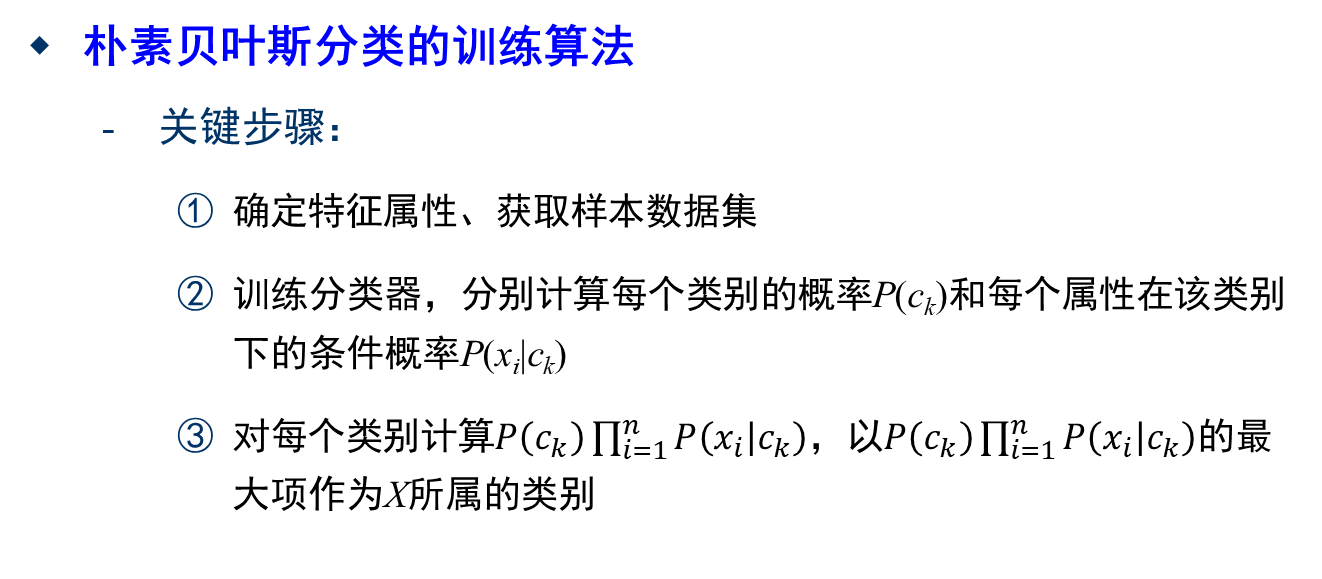 ◆ 朴素贝叶斯分类的训练算法
- 关键步骤：
① 确定特征属性、获取样本数据集
② 训练分类器，分别计算每个类别的概率P(c_k)和每个属性在该类别
下的条件概率P(x_i|c_k)
③ 对每个类别计算P(c_k)∏_{i=1}^{n} P(x_i|c_k)，以P(c_k)∏_{i=1}^{n} P(x_i|c_k)的最
大项作为X所属的类别